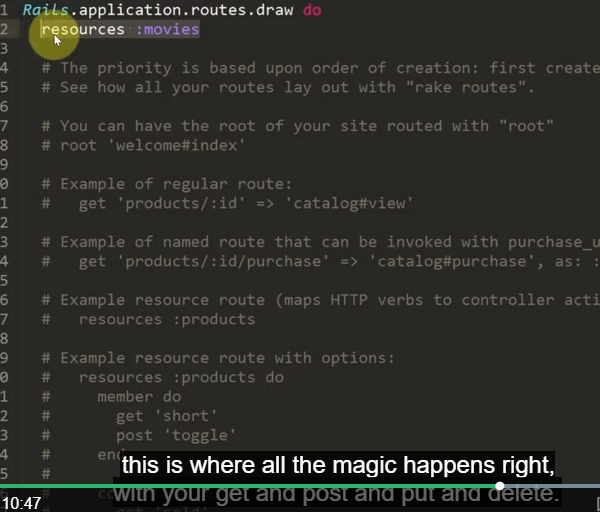 1 Rails.application.routes.draw do
2 resources :movies
3
4 # The priority is based upon order of creation: first create
5 # See how all your routes lay out with "rake routes".
6
7 # You can have the root of your site routed with "root"
8 # root 'welcome#index'
9
0 # Example of regular route:
1 # get 'products/:id' => 'catalog#view'
2
3 # Example of named route that can be invoked with purchase_u
4 # get 'products/:id/purchase' => 'catalog#purchase', as: :
5
6 # Example resource route (maps HTTP verbs to controller acti
7 # resources :products
8
9 # Example resource route with options:
0 # resources :products do
1 # member do
2 # get 'short'
3 # post 'toggle'
4 # end
5 #
this is where all the magic happens right,
with your get and post and put and delete.
10:47